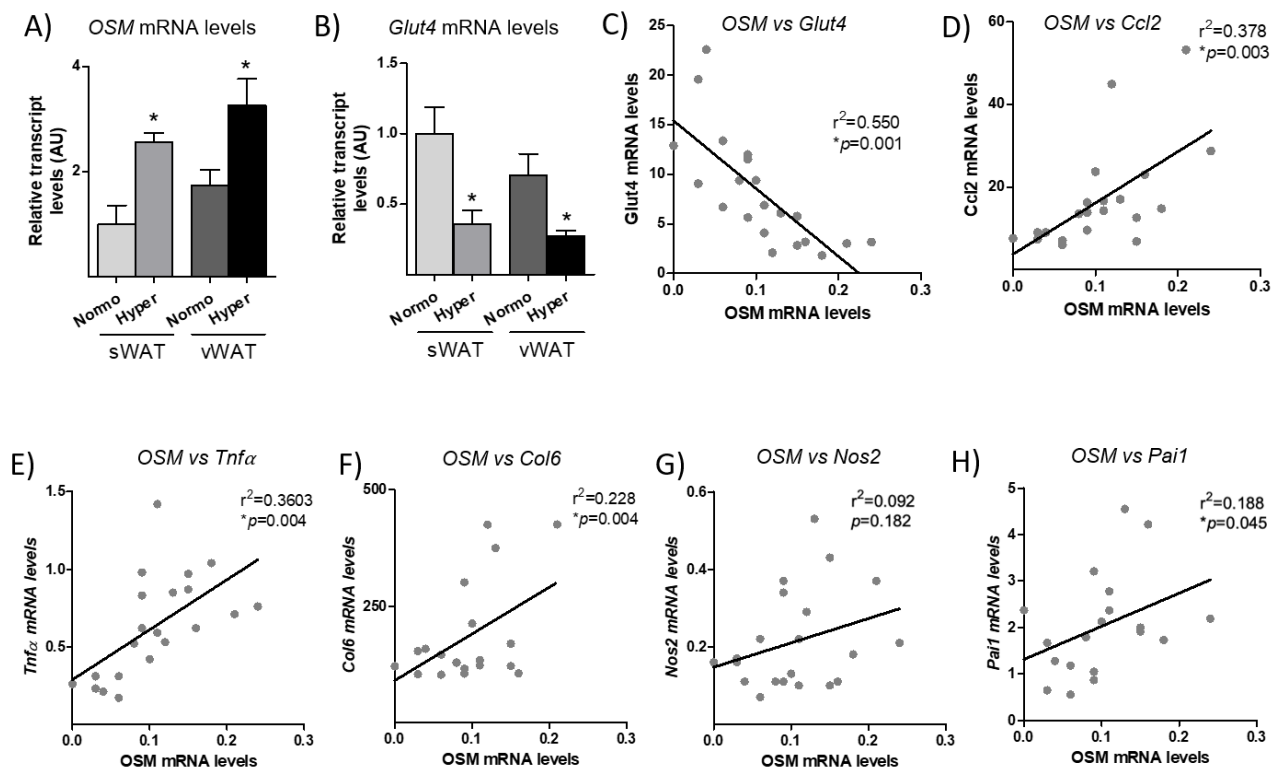 A) OSM mRNA levels
Relative transcript
levels (AU)
4
2
Normo
Hyper
Normo
Hyper
sWAT
vWAT
*
*
B) Glut4 mRNA levels
Relative transcript
levels (AU)
1.5
1.0
0.5
Normo
Hyper
Normo
Hyper
sWAT
vWAT
*
*
C) OSM vs Glut4
r²=0.550
*p=0.001
Glut4 mRNA levels
25
20
15
10
5
0
0.0 0.1 0.2 0.3
OSM mRNA levels
D) OSM vs Ccl2
r²=0.378
*p=0.003
Ccl2 mRNA levels
60
40
20
0
0.0 0.1 0.2 0.3
OSM mRNA levels
E) OSM vs Tnfα
r²=0.3603
*p=0.004
Tnfα mRNA levels
1.5
1.0
0.5
0.0 0.1 0.2 0.3
OSM mRNA levels
F) OSM vs Col6
r²=0.228
*p=0.004
Col6 mRNA levels
500
250
0.0 0.1 0.2 0.3
OSM mRNA levels
G) OSM vs Nos2
r²=0.092
p=0.182
Nos2 mRNA levels
0.6
0.4
0.2
0.0 0.1 0.2 0.3
OSM mRNA levels
H) OSM vs Pai1
r²=0.188
*p=0.045
Pai1 mRNA levels
5
4
3
2
1
0
0.0 0.1 0.2 0.3
OSM mRNA levels